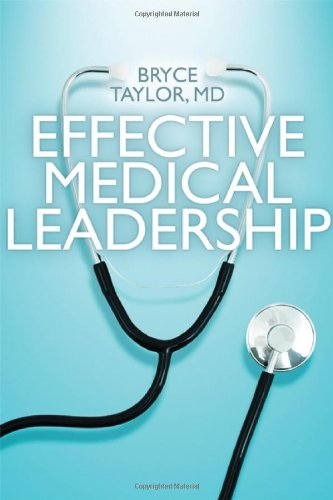 BRYCE
TAYLOR, MD
EFFECTIVE
MEDICAL
LEADERSHIP
Copyrighted Material
Copyrighted Material